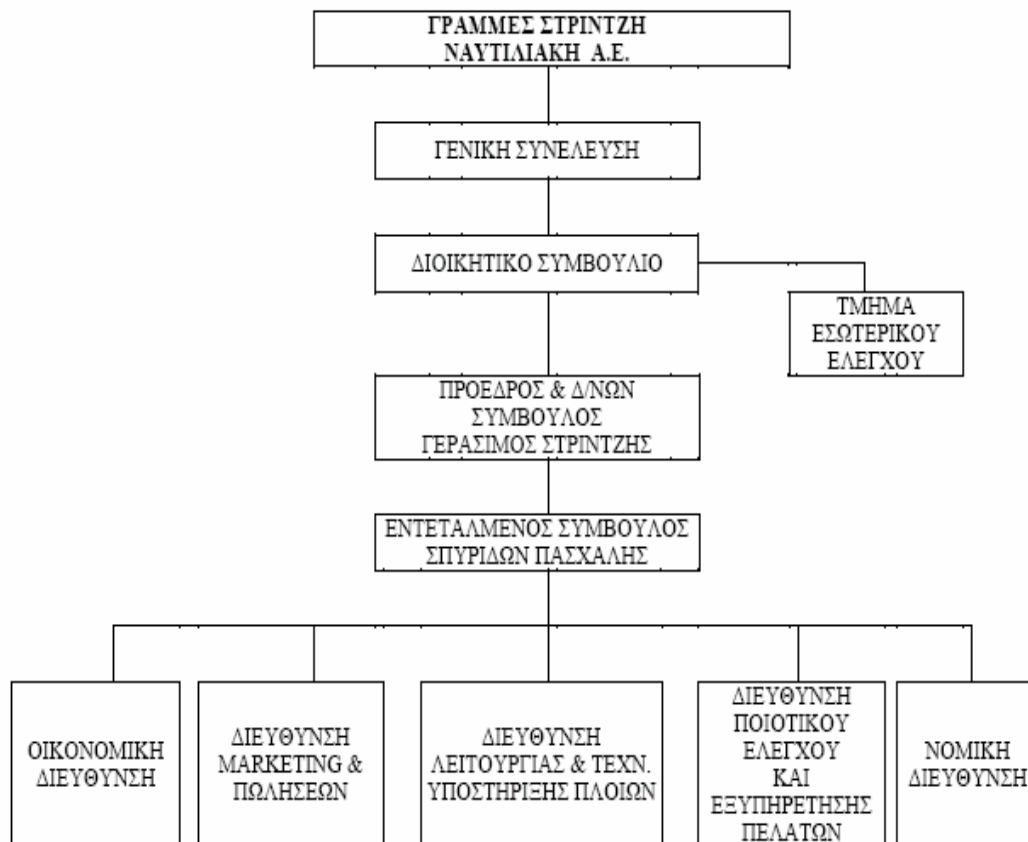 ΓΡΑΜΜΕΣ ΣΤΡΙΝΤΖΗ
ΝΑΥΤΙΛΙΑΚΗ Α.Ε.
ΓΕΝΙΚΗ ΣΥΝΕΛΕΥΣΗ
ΔΙΟΙΚΗΤΙΚΟ ΣΥΜΒΟΥΛΙΟ
ΤΜΗΜΑ
ΕΣΩΤΕΡΙΚΟΥ
ΕΛΕΓΧΟΥ
ΠΡΟΕΔΡΟΣ & Δ/ΝΩΝ
ΣΥΜΒΟΥΛΟΣ
ΓΕΡΑΣΙΜΟΣ ΣΤΡΙΝΤΖΗΣ
ΕΝΤΕΤΑΛΜΕΝΟΣ ΣΥΜΒΟΥΛΟΣ
ΣΠΥΡΙΔΩΝ ΠΑΣΧΑΛΗΣ
ΟΙΚΟΝΟΜΙΚΗ
ΔΙΕΥΘΥΝΣΗ
ΔΙΕΥΘΥΝΣΗ
MARKETING &
ΠΩΛΗΣΕΩΝ
ΔΙΕΥΘΥΝΣΗ
ΛΕΙΤΟΥΡΓΙΑΣ & ΤΕΧΝ.
ΥΠΟΣΤΗΡΙΞΗΣ ΠΛΟΙΩΝ
ΔΙΕΥΘΥΝΣΗ
ΠΟΙΟΤΙΚΟΥ
ΕΛΕΓΧΟΥ
ΚΑΙ
ΕΞΥΠΗΡΕΤΗΣΗΣ
ΠΕΛΑΤΩΝ
ΝΟΜΙΚΗ
ΔΙΕΥΘΥΝΣΗ